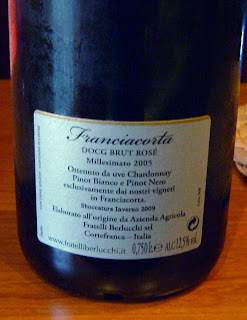 Franciacorta
DOCG BRUT ROSÉ
Millesimato 2005
Ottenuto da uve Chardonnay
Pinot Bianco e Pinot Nero
esclusivamente dai nostri vigneti
in Franciacorta.
Sboccatura Inverno 2009
Elaborato all'origine da Azienda Agricola
Fratelli Berlucchi srl
Cortefranca - Italia
www.fratelliberlucchi.it 0,750 l. e ALC 12,5% vol.